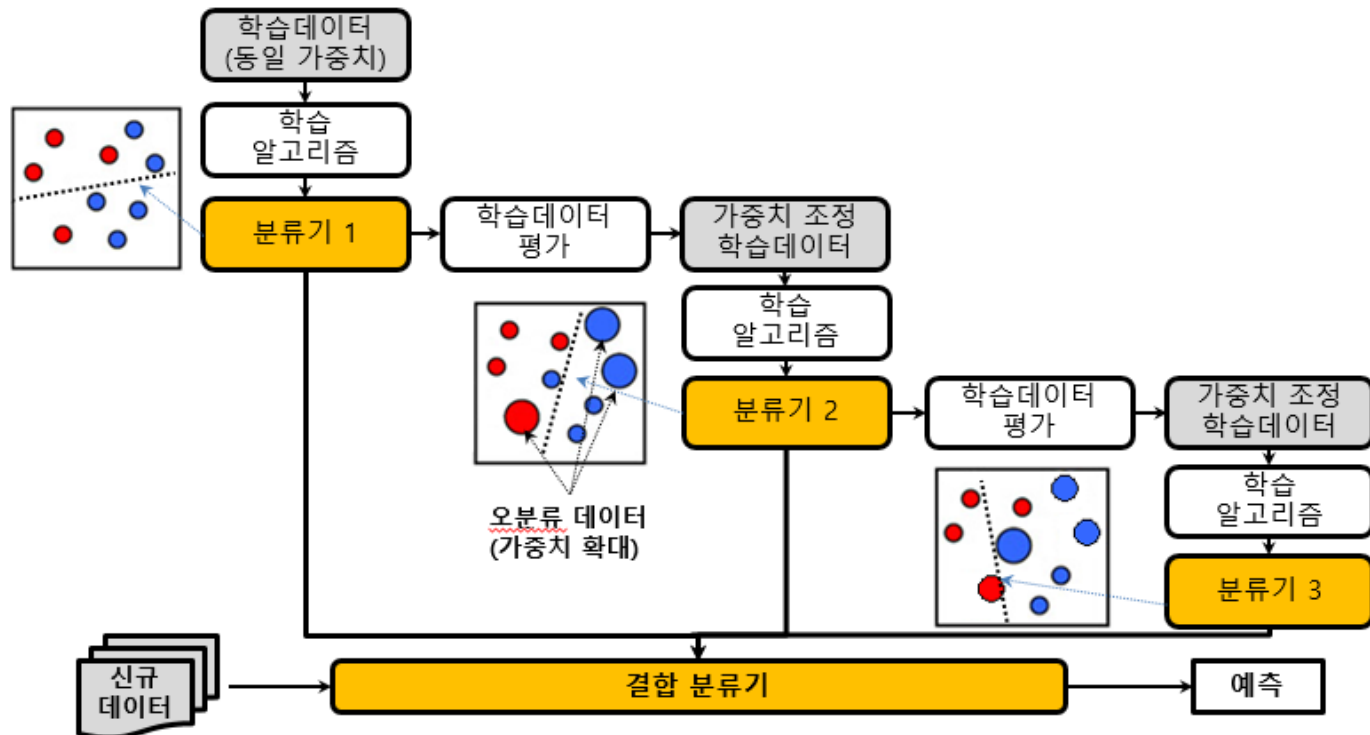 학습데이터
(동일 가중치)
학습
알고리즘
분류기 1
학습데이터
평가
가중치 조정
학습데이터
학습
알고리즘
분류기 2
학습데이터
평가
가중치 조정
학습데이터
오분류 데이터
(가중치 확대)
학습
알고리즘
분류기 3
신규
데이터
결합 분류기
예측